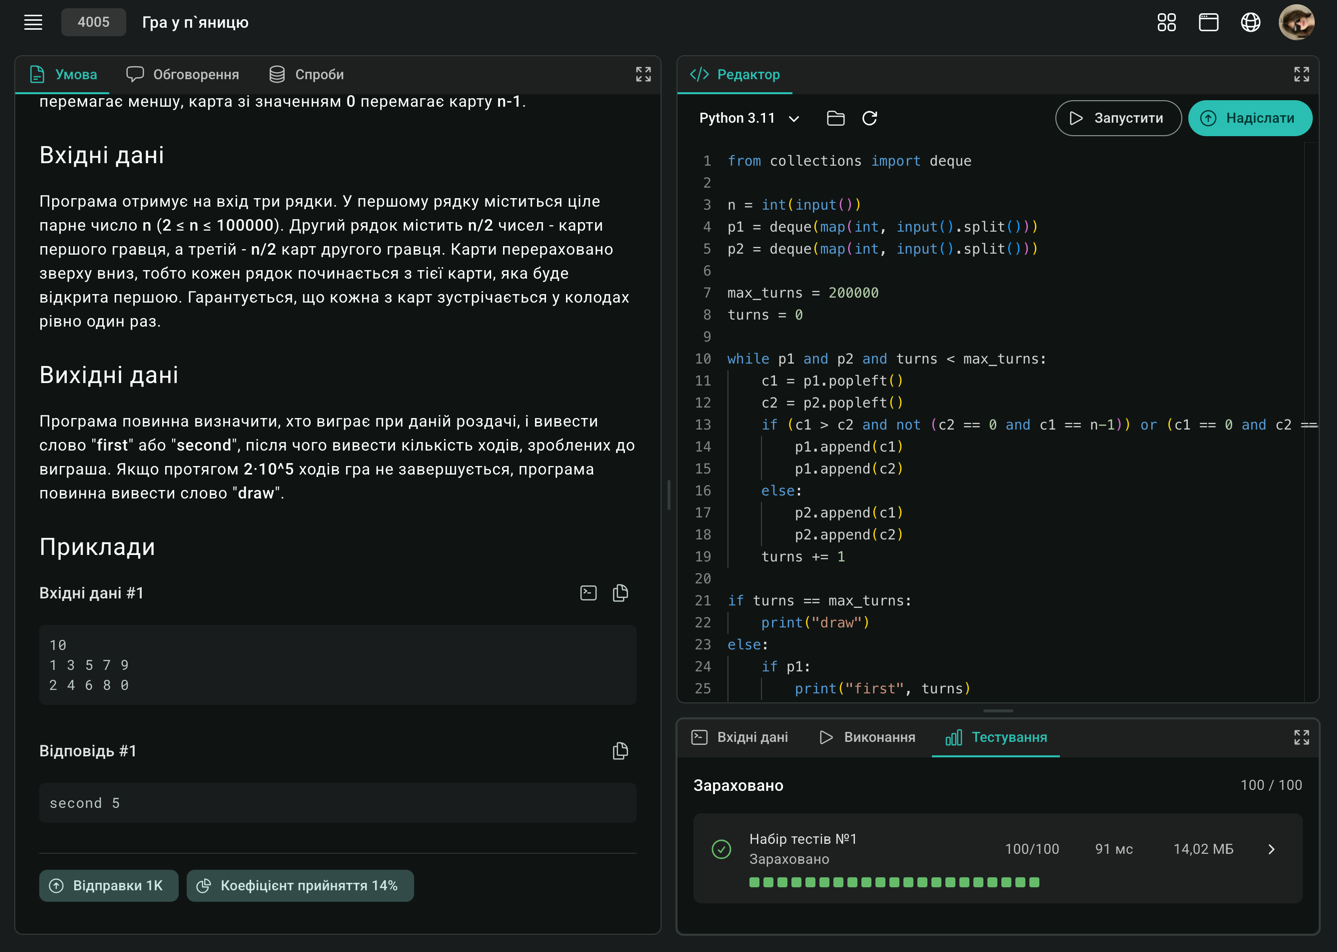 4005 Гра у п`яницю
Умова Обговорення Спроби
перемагає меншу, карта зі значенням 0 перемагає карту n-1.
Вхідні дані
Програма отримує на вхід три рядки. У першому рядку міститься ціле
парне число n (2 ≤ n ≤ 100000). Другий рядок містить n/2 чисел - карти
першого гравця, а третій - n/2 карт другого гравця. Карти перераховано
зверху вниз, тобто кожен рядок починається з тієї карти, яка буде
відкрита першою. Гарантується, що кожна з карт зустрічається у колодах
рівно один раз.
Вихідні дані
Програма повинна визначити, хто виграє при даній роздачі, і вивести
слово "first" або "second", після чого вивести кількість ходів, зроблених до
виграша. Якщо протягом 2·10^5 ходів гра не завершується, програма
повинна вивести слово "draw".
Приклади
Вхідні дані #1
10
1 3 5 7 9
2 4 6 8 0
Відповідь #1
second 5
Відправки 1K Коефіцієнт прийняття 14%
Редактор
Python 3.11 Запустити Надіслати
1 from collections import deque
2
3 n = int(input())
4 p1 = deque(map(int, input().split()))
5 p2 = deque(map(int, input().split()))
6
7 max_turns = 200000
8 turns = 0
9
10 while p1 and p2 and turns < max_turns:
11 c1 = p1.popleft()
12 c2 = p2.popleft()
13 if (c1 > c2 and not (c2 == 0 and c1 == n-1)) or (c1 == 0 and c2 ==
14 p1.append(c1)
15 p1.append(c2)
16 else:
17 p2.append(c1)
18 p2.append(c2)
19 turns += 1
20
21 if turns == max_turns:
22 print("draw")
23 else:
24 if p1:
25 print("first", turns)
Вхідні дані Виконання Тестування
Зараховано 100 / 100
Набір тестів №1
Зараховано
100/100 91 мс 14,02 МБ